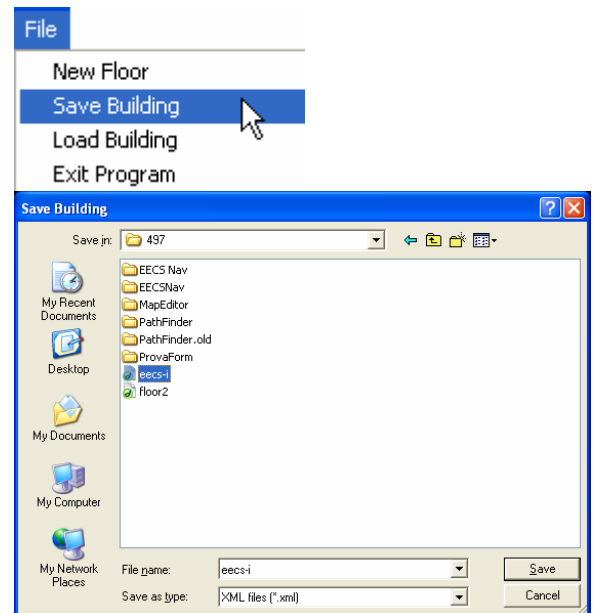 File
New Floor
Save Building
Load Building
Exit Program
Save Building
Save in:
497
My Recent
Documents
Desktop
My Documents
My Computer
My Network
Places
EECS Nav
EECSNav
MapEditor
PathFinder
PathFinder.old
ProvaForm
eecs-i
floor2
File name:
eecs-i
Save
Save as type:
XML files (*.xml)
Cancel